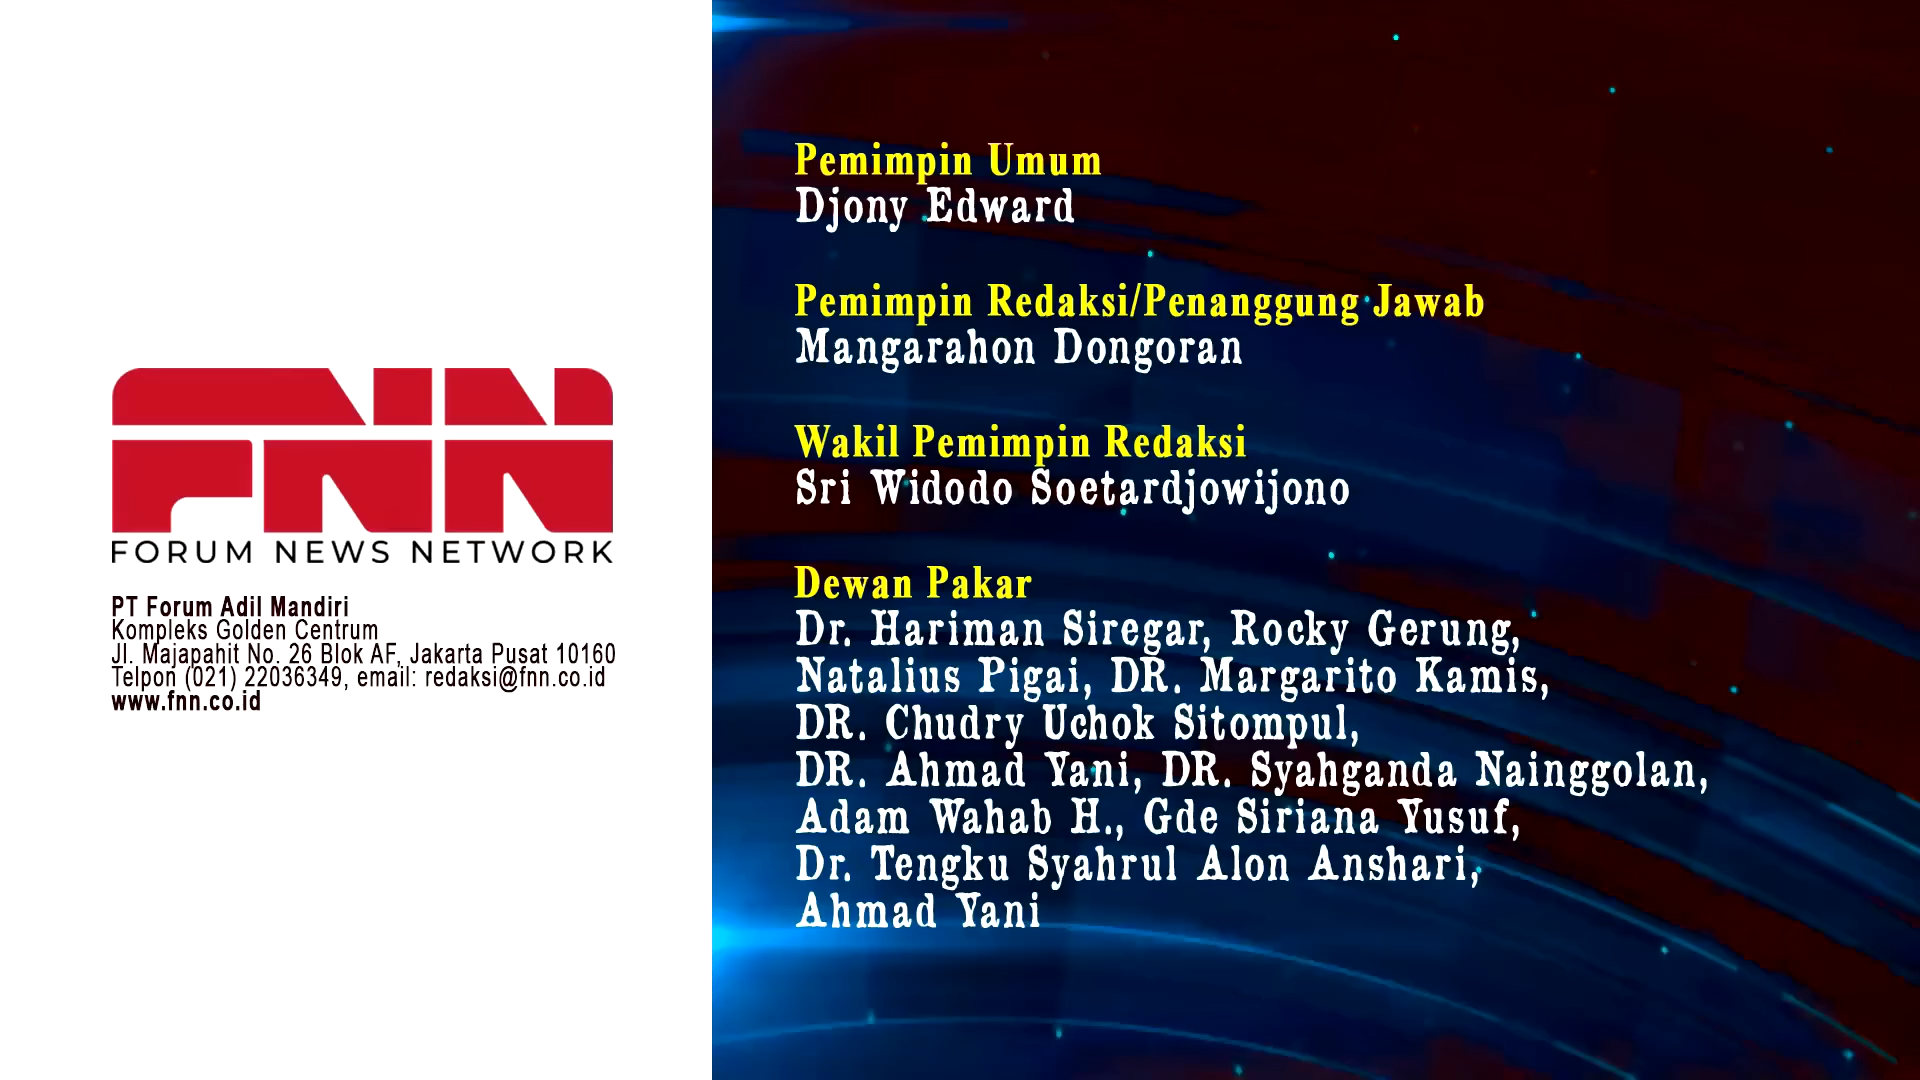 FNN
FORUM NEWS NETWORK
PT Forum Adil Mandiri
Kompleks Golden Centrum
Jl. Majapahit No. 26 Blok AF, Jakarta Pusat 10160
Telpon (021) 22036349, email: redaksi@fnn.co.id
www.fnn.co.id
Pemimpin Umum
Djony Edward
Pemimpin Redaksi/Penanggung Jawab
Mangarahon Dongoran
Wakil Pemimpin Redaksi
Sri Widodo Soetardjowijono
Dewan Pakar
Dr. Hariman Siregar, Rocky Gerung,
Natalius Pigai, DR. Margarito Kamis,
DR. Chudry Uchok Sitompul,
DR. Ahmad Yani, DR. Syahganda Nainggolan,
Adam Wahab H., Gde Siriana Yusuf,
Dr. Tengku Syahrul Alon Anshari,
Ahmad Yani